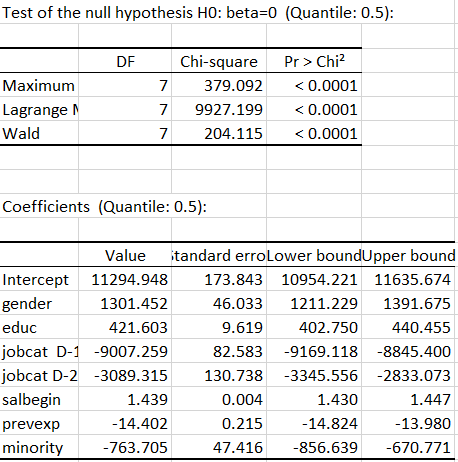 Test of the null hypothesis H0: beta=0 (Quantile: 0.5):
DF Chi-square Pr > Chi²
Maximum 7 379.092 < 0.0001
Lagrange 7 9927.199 < 0.0001
Wald 7 204.115 < 0.0001
Coefficients (Quantile: 0.5):
Value Standard erro Lower bound Upper bound
Intercept 11294.948 173.843 10954.221 11635.674
gender 1301.452 46.033 1211.229 1391.675
educ 421.603 9.619 402.750 440.455
jobcat D-1 -9007.259 82.583 -9169.118 -8845.400
jobcat D-2 -3089.315 130.738 -3345.556 -2833.073
salbegin 1.439 0.004 1.430 1.447
prevexp -14.402 0.215 -14.824 -13.980
minority -763.705 47.416 -856.639 -670.771